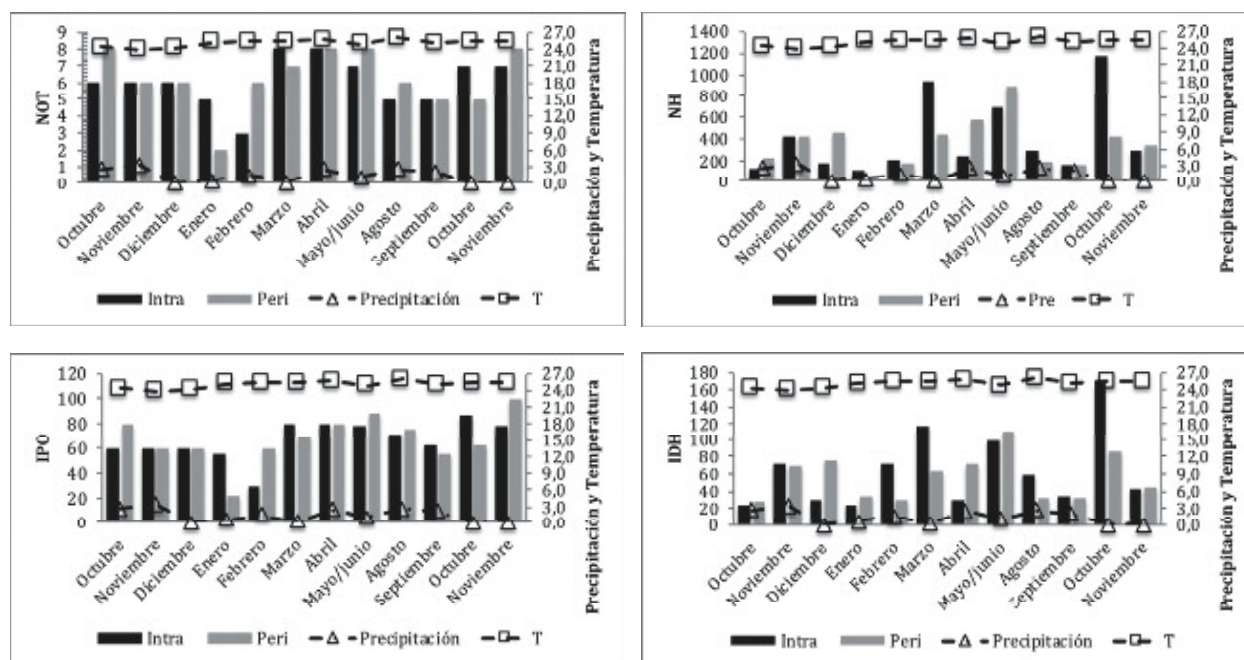 NOT
9
8
7
6
5
4
3
2
1
0
27,0
24,0
21,0
18,0
15,0
12,0
9,0
6,0
3,0
0,0
Precipitación y Temperatura
Octubre
Noviembre
Diciembre
Enero
Febrero
Marzo
Abril
Mayo/junio
Agosto
Septiembre
Octubre
Noviembre
Intra Peri Precipitación T
NH
1400
1200
1000
800
600
400
200
0
27,0
24,0
21,0
18,0
15,0
12,0
9,0
6,0
3,0
0,0
Precipitación y Temperatura
Octubre
Noviembre
Diciembre
Enero
Febrero
Marzo
Abril
Mayo/junio
Agosto
Septiembre
Octubre
Noviembre
Intra Peri Pre T
IPO
120
100
80
60
40
20
0
27,0
24,0
21,0
18,0
15,0
12,0
9,0
6,0
3,0
0,0
Precipitación y Temperatura
Octubre
Noviembre
Diciembre
Enero
Febrero
Marzo
Abril
Mayo/junio
Agosto
Septiembre
Octubre
Noviembre
Intra Peri Precipitación T
IDH
180
160
140
120
100
80
60
40
20
0
27,0
24,0
21,0
18,0
15,0
12,0
9,0
6,0
3,0
0,0
Precipitación y Temperatura
Octubre
Noviembre
Diciembre
Enero
Febrero
Marzo
Abril
Mayo/junio
Agosto
Septiembre
Octubre
Noviembre
Intra Peri Precipitación T